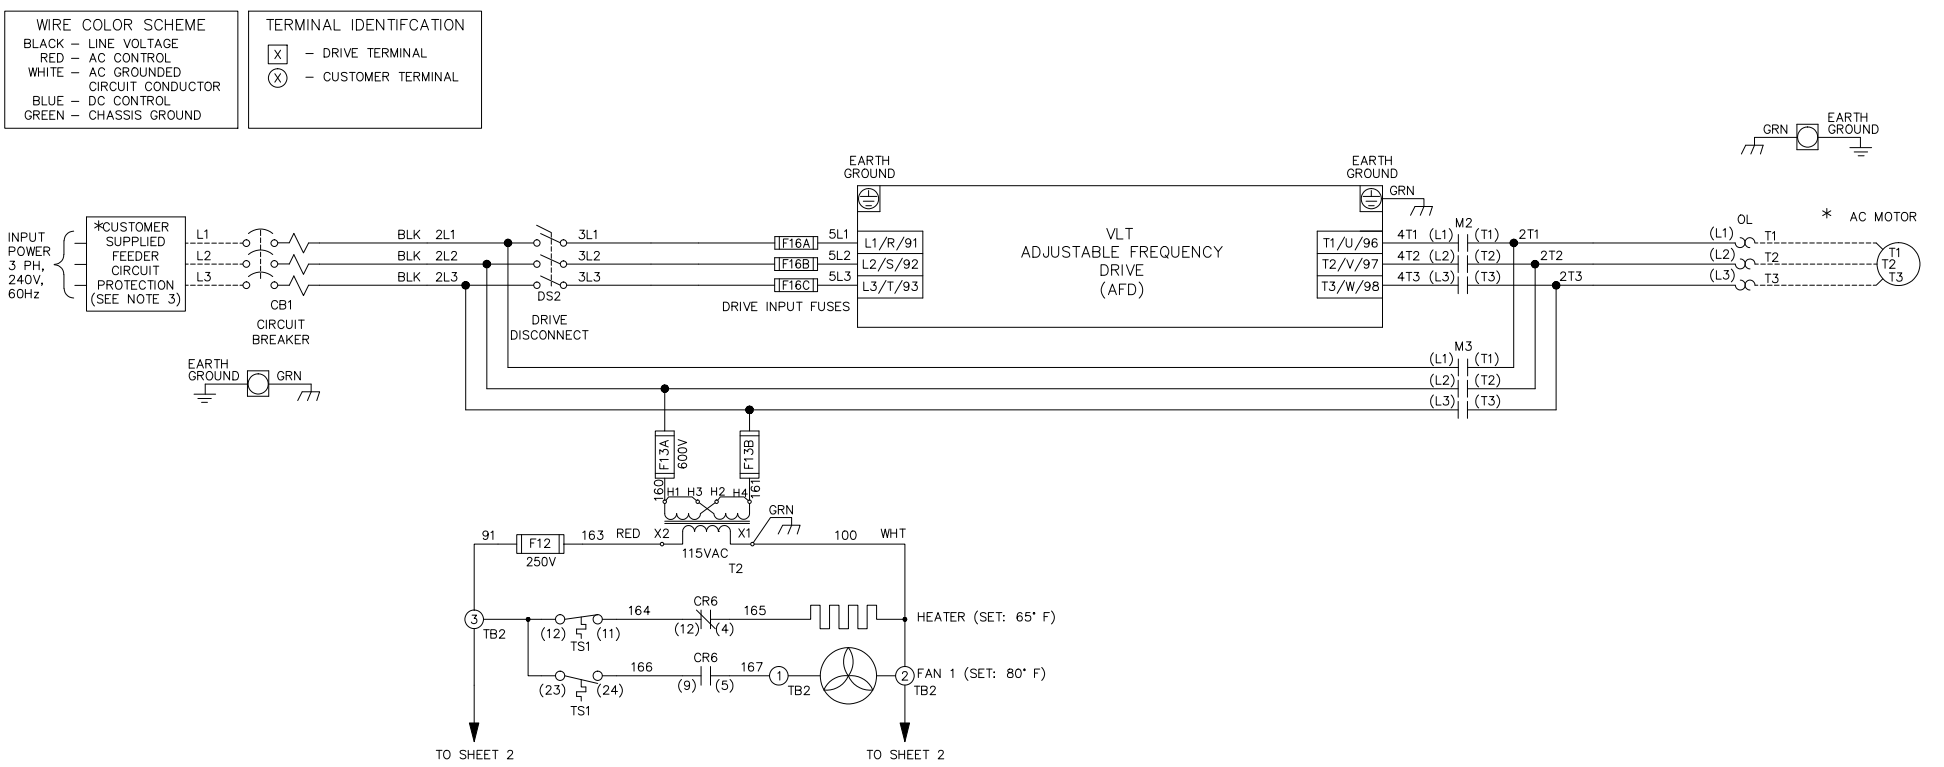 WIRE COLOR SCHEME
BLACK – LINE VOLTAGE
RED – AC CONTROL
WHITE – AC GROUNDED
CIRCUIT CONDUCTOR
BLUE – DC CONTROL
GREEN – CHASSIS GROUND
TERMINAL IDENTIFCATION
X – DRIVE TERMINAL
X – CUSTOMER TERMINAL
INPUT
POWER
3 PH,
240V,
60Hz
*CUSTOMER
SUPPLIED
FEEDER
CIRCUIT
PROTECTION
(SEE NOTE 3)
L1
L2
L3
CB1
CIRCUIT
BREAKER
EARTH
GROUND
GRN
BLK 2L1
BLK 2L2
BLK 2L3
DS2
DRIVE
DISCONNECT
3L1
3L2
3L3
F16A
F16B
F16C
DRIVE INPUT FUSES
5L1
5L2
5L3
EARTH
GROUND
L1/R/91
L2/S/92
L3/T/93
VLT
ADJUSTABLE FREQUENCY
DRIVE
(AFD)
EARTH
GROUND
GRN
T1/U/96
T2/V/97
T3/W/98
M2
4T1 (L1) (T1) 2T1
4T2 (L2) (T2) 2T2
4T3 (L3) (T3) 2T3
M3
(L1) (T1)
(L2) (T2)
(L3) (T3)
GRN
EARTH
GROUND
OL
(L1) T1
(L2) T2
(L3) T3
* AC MOTOR
T1
T2
T3
F13A
600V
F13B
160
161
H1 H3 H2 H4
GRN
91
F12
250V
163 RED X2
X1
115VAC
T2
100 WHT
3
TB2
(12) (11)
TS1
164
CR6
(12) (4)
165
HEATER (SET: 65° F)
(23) (24)
TS1
166
CR6
(9) (5)
167
1
TB2
2
TB2
FAN 1 (SET: 80° F)
TO SHEET 2
TO SHEET 2